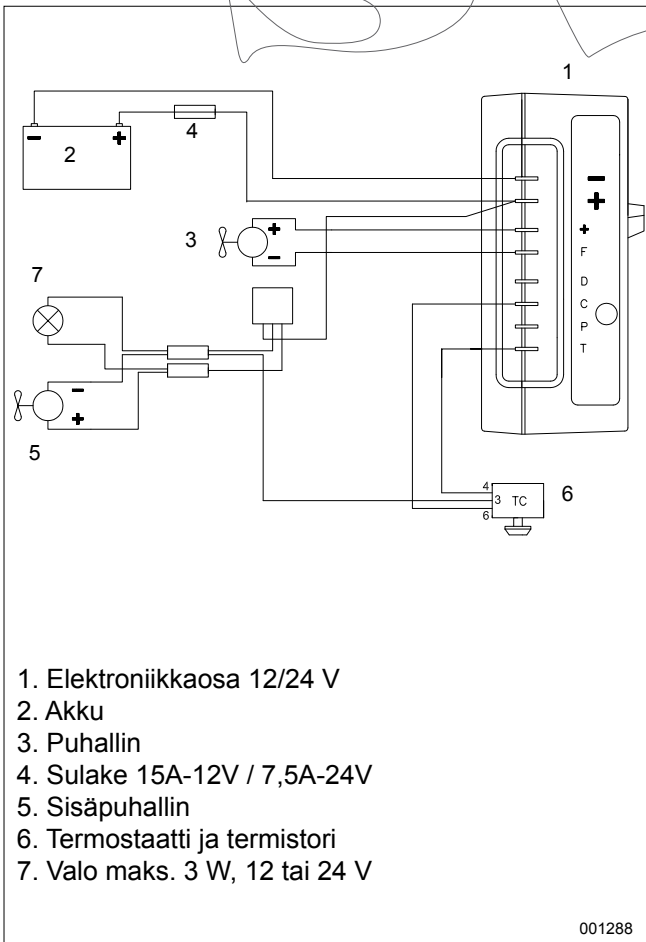 1
- +
4
2
-
+
+
F
3
+
-
D
C
P
T
7
-
+
5
4
3 TC
6
6
1. Elektroniikkaosa 12/24 V
2. Akku
3. Puhallin
4. Sulake 15A-12V / 7,5A-24V
5. Sisäpuhallin
6. Termostaatti ja termistori
7. Valo maks. 3 W, 12 tai 24 V
001288